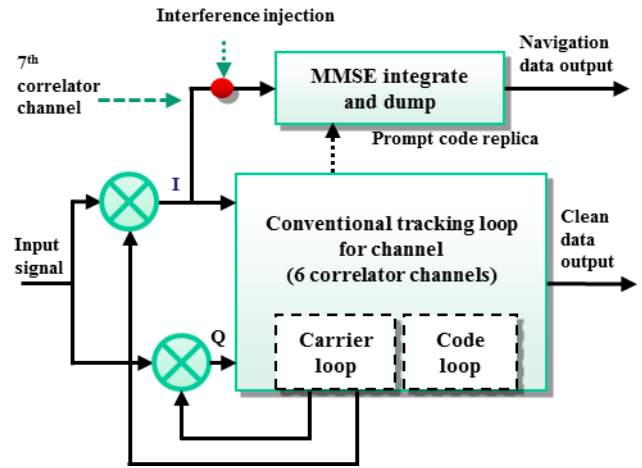 Interference injection
7th
correlator
channel
MMSE integrate
and dump
Navigation
data output
Prompt code replica
I
Input
signal
Conventional tracking loop
for channel
(6 correlator channels)
Clean
data
output
Q
Carrier
loop
Code
loop